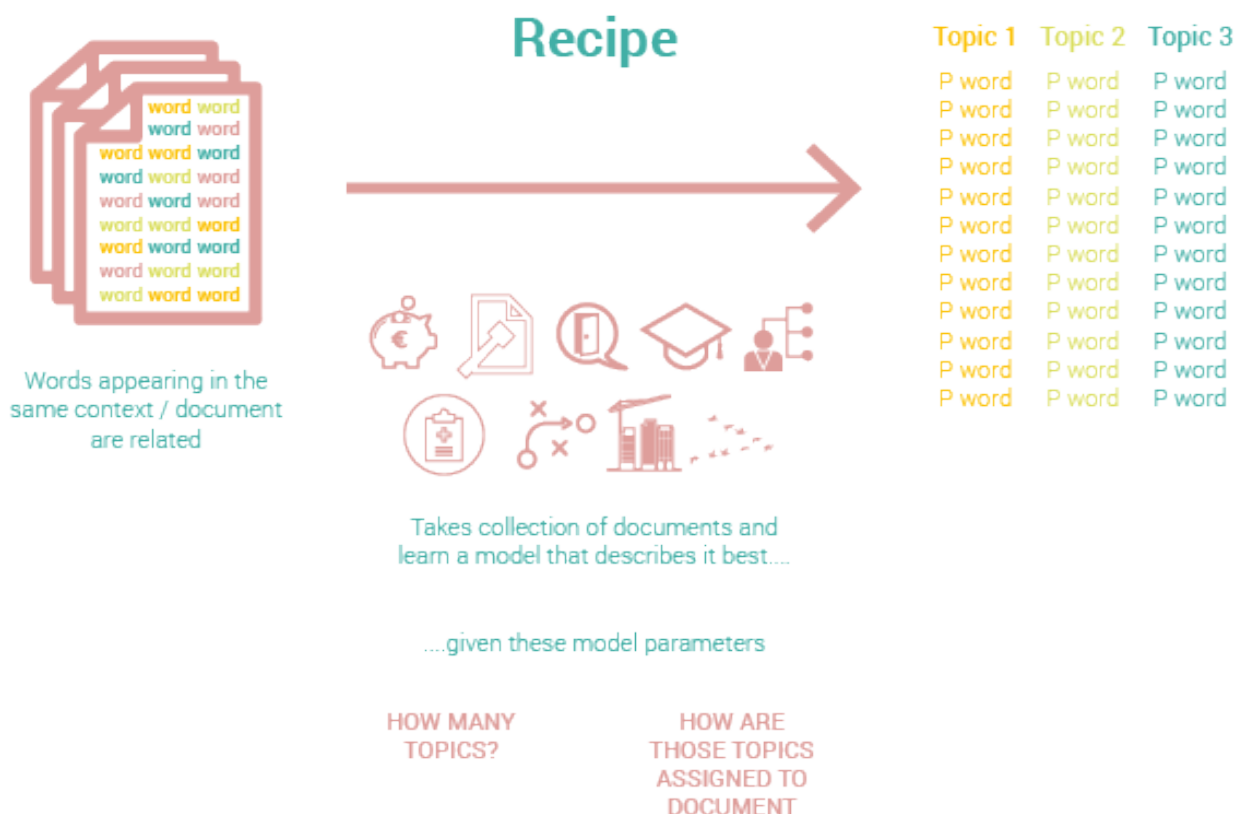 Recipe
word word
word word
word word word
word word word
word word word
word word word
word word word
word word word
word word word
Words appearing in the
same context / document
are related
€
Takes collection of documents and
learn a model that describes it best....
....given these model parameters
HOW MANY
TOPICS?
HOW ARE
THOSE TOPICS
ASSIGNED TO
DOCUMENT
Topic 1 Topic 2 Topic 3
P word P word P word
P word P word P word
P word P word P word
P word P word P word
P word P word P word
P word P word P word
P word P word P word
P word P word P word
P word P word P word
P word P word P word
P word P word P word
P word P word P word